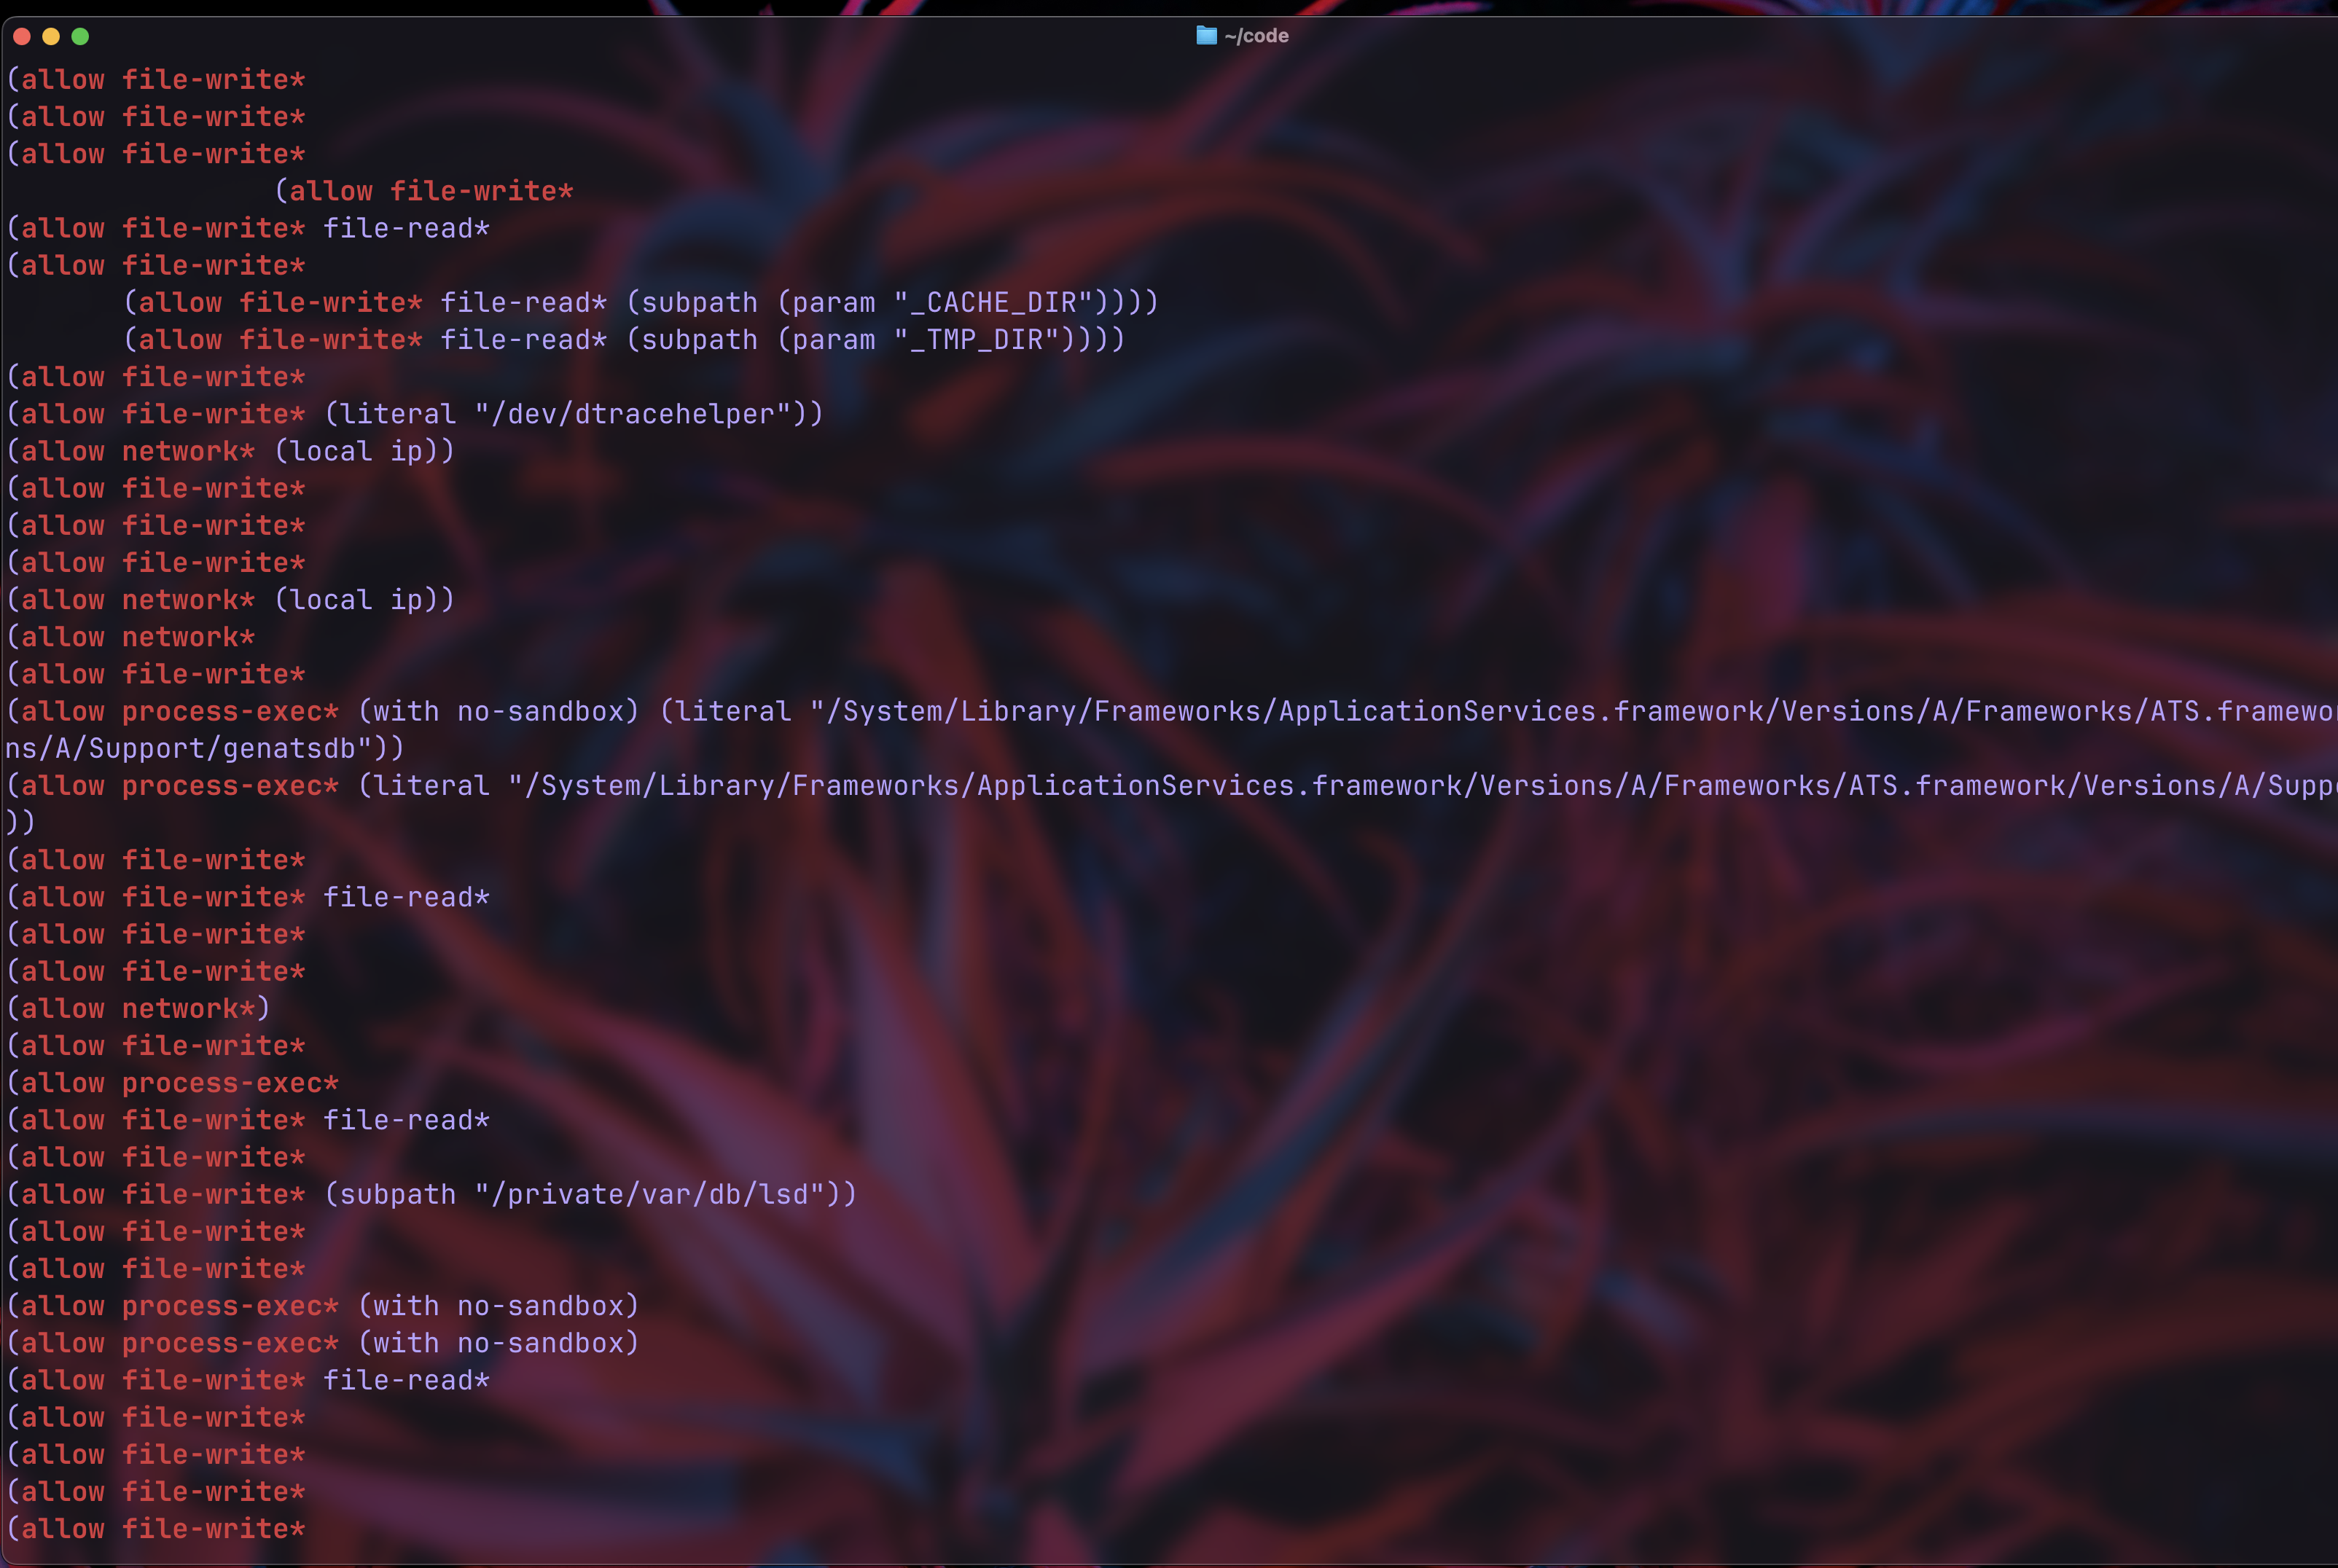 ~/code
(allow file-write*
(allow file-write*
(allow file-write*
(allow file-write*
(allow file-write* file-read*
(allow file-write*
(allow file-write* file-read* (subpath (param "_CACHE_DIR"))))
(allow file-write* file-read* (subpath (param "_TMP_DIR"))))
(allow file-write*
(allow file-write* (literal "/dev/dtracehelper"))
(allow network* (local ip))
(allow file-write*
(allow file-write*
(allow file-write*
(allow network* (local ip))
(allow network*
(allow file-write*
(allow process-exec* (with no-sandbox) (literal "/System/Library/Frameworks/ApplicationServices.framework/Versions/A/Frameworks/ATS.framewo
ns/A/Support/genatsdb"))
(allow process-exec* (literal "/System/Library/Frameworks/ApplicationServices.framework/Versions/A/Frameworks/ATS.framework/Versions/A/Supp
))
(allow file-write*
(allow file-write* file-read*
(allow file-write*
(allow file-write*
(allow network*)
(allow file-write*
(allow process-exec*
(allow file-write* file-read*
(allow file-write*
(allow file-write* (subpath "/private/var/db/lsd"))
(allow file-write*
(allow file-write*
(allow process-exec* (with no-sandbox)
(allow process-exec* (with no-sandbox)
(allow file-write* file-read*
(allow file-write*
(allow file-write*
(allow file-write*
(allow file-write*